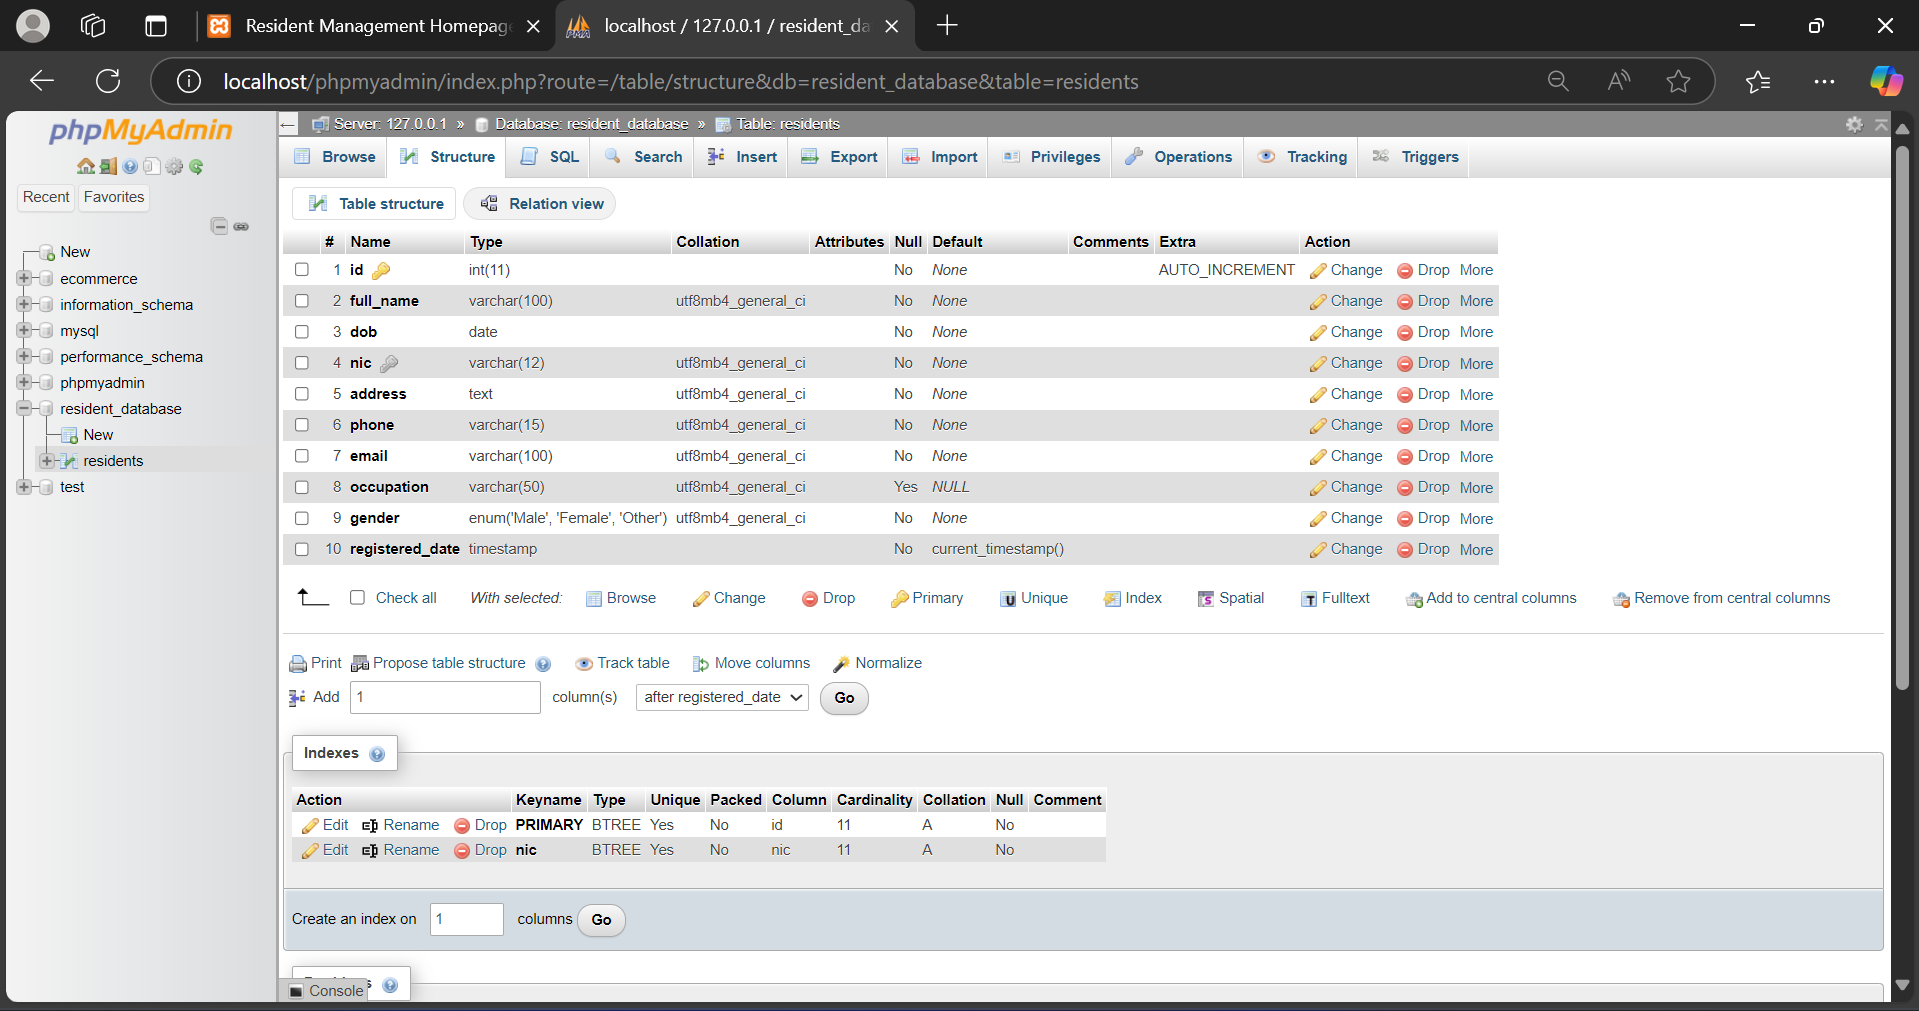 Resident Management Homepag
localhost / 127.0.0.1 / resident_da
localhost/phpmyadmin/index.php?route=/table/structure&db=resident_database&table=residents
phpMyAdmin
Recent Favorites
New
ecommerce
information_schema
mysql
performance_schema
phpmyadmin
resident_database
New
residents
test
Server: 127.0.0.1 » Database: resident_database » Table: residents
Browse Structure SQL Search Insert Export Import Privileges Operations Tracking Triggers
Table structure Relation view
# Name Type Collation Attributes Null Default Comments Extra Action
1 id int(11) No None AUTO_INCREMENT Change Drop More
2 full_name varchar(100) utf8mb4_general_ci No None Change Drop More
3 dob date No None Change Drop More
4 nic varchar(12) utf8mb4_general_ci No None Change Drop More
5 address text utf8mb4_general_ci No None Change Drop More
6 phone varchar(15) utf8mb4_general_ci No None Change Drop More
7 email varchar(100) utf8mb4_general_ci No None Change Drop More
8 occupation varchar(50) utf8mb4_general_ci Yes NULL Change Drop More
9 gender enum('Male', 'Female', 'Other') utf8mb4_general_ci No None Change Drop More
10 registered_date timestamp No current_timestamp() Change Drop More
Check all With selected: Browse Change Drop Primary Unique Index Spatial Fulltext Add to central columns Remove from central columns
Print Propose table structure Track table Move columns Normalize
Add 1 column(s) after registered_date Go
Indexes
Action Keyname Type Unique Packed Column Cardinality Collation Null Comment
Edit Rename Drop PRIMARY BTREE Yes No id 11 A No
Edit Rename Drop nic BTREE Yes No nic 11 A No
Create an index on 1 columns Go
Console